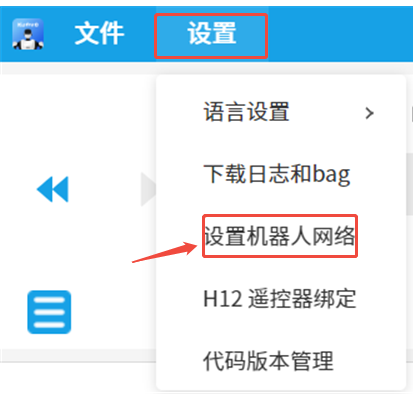 文件 设置
语言设置
下载日志和bag
设置机器人网络
H12 遥控器绑定
代码版本管理